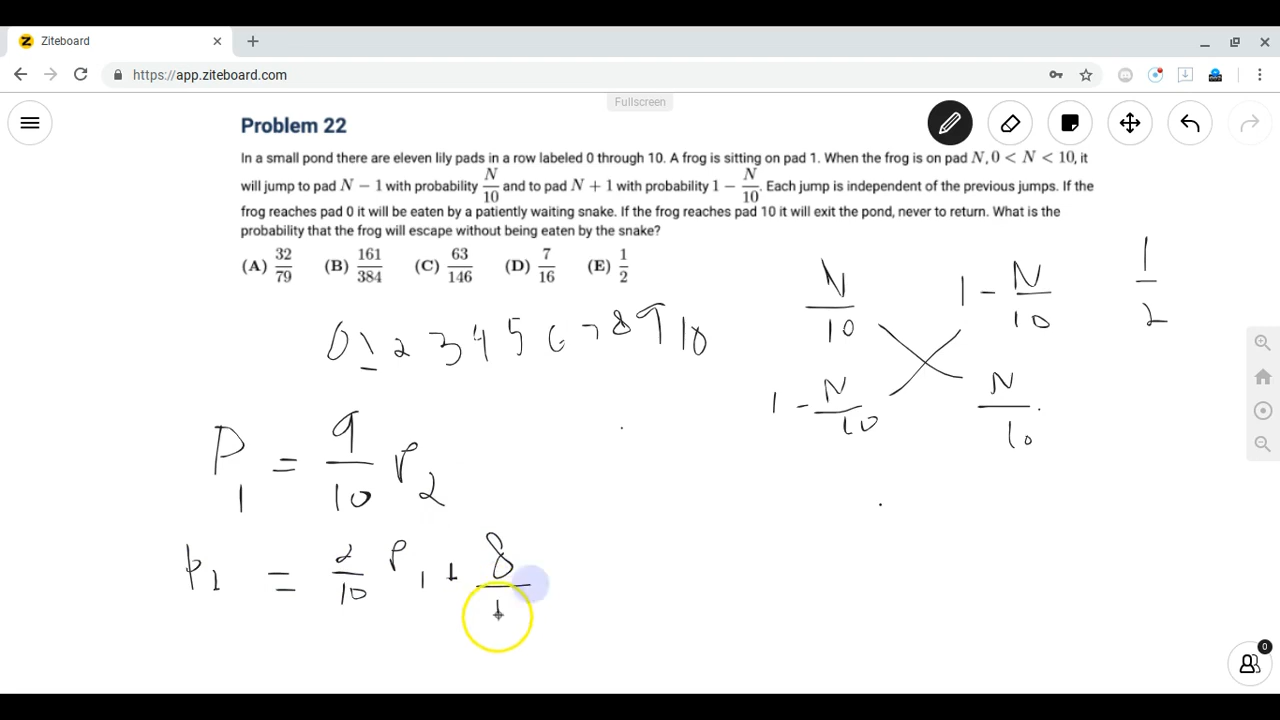 Ziteboard
https://app.ziteboard.com
Fullscreen
Problem 22
In a small pond there are eleven lily pads in a row labeled 0 through 10. A frog is sitting on pad 1. When the frog is on pad N, 0 < N < 10, it
will jump to pad N − 1 with probability N/10 and to pad N + 1 with probability 1 − N/10. Each jump is independent of the previous jumps. If the
frog reaches pad 0 it will be eaten by a patiently waiting snake. If the frog reaches pad 10 it will exit the pond, never to return. What is the
probability that the frog will escape without being eaten by the snake?
(A) 32/79 (B) 161/384 (C) 63/146 (D) 7/16 (E) 1/2
N/10 1 - N/10 1/2
0 1 2 3 4 5 6 7 8 9 10
1 - N/10 N/10
P1 = 9/10 P2
P2 = 2/10 P1 + 8/1
0